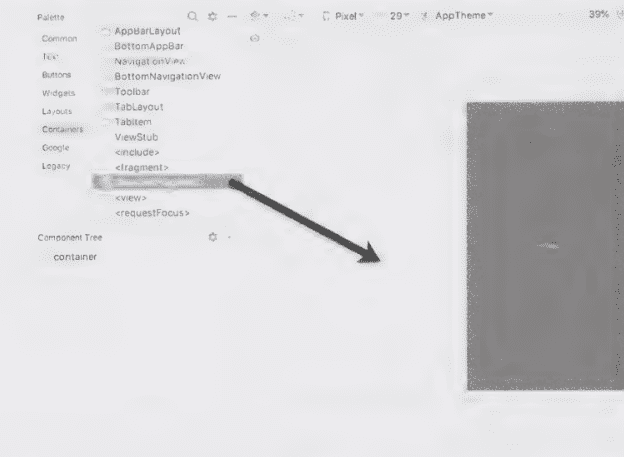 Palette
Pixel
29
AppTheme
39%
Common
Text
Buttons
Widgets
Layouts
Containers
Google
Legacy
AppBarLayout
BottomAppBar
NavigationView
BottomNavigationView
Toolbar
TabLayout
TabItem
ViewStub
<include>
<fragment>
<view>
<requestFocus>
Component Tree
container